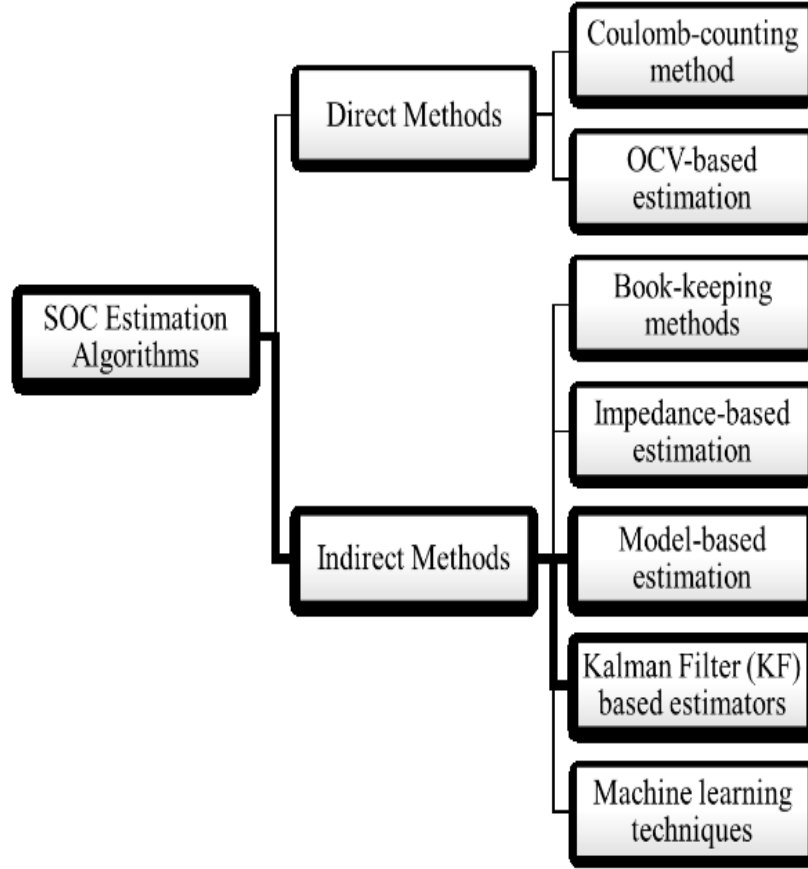 Coulomb-counting
method
Direct Methods
OCV-based
estimation
Book-keeping
methods
SOC Estimation
Algorithms
Impedance-based
estimation
Indirect Methods
Model-based
estimation
Kalman Filter (KF)
based estimators
Machine learning
techniques